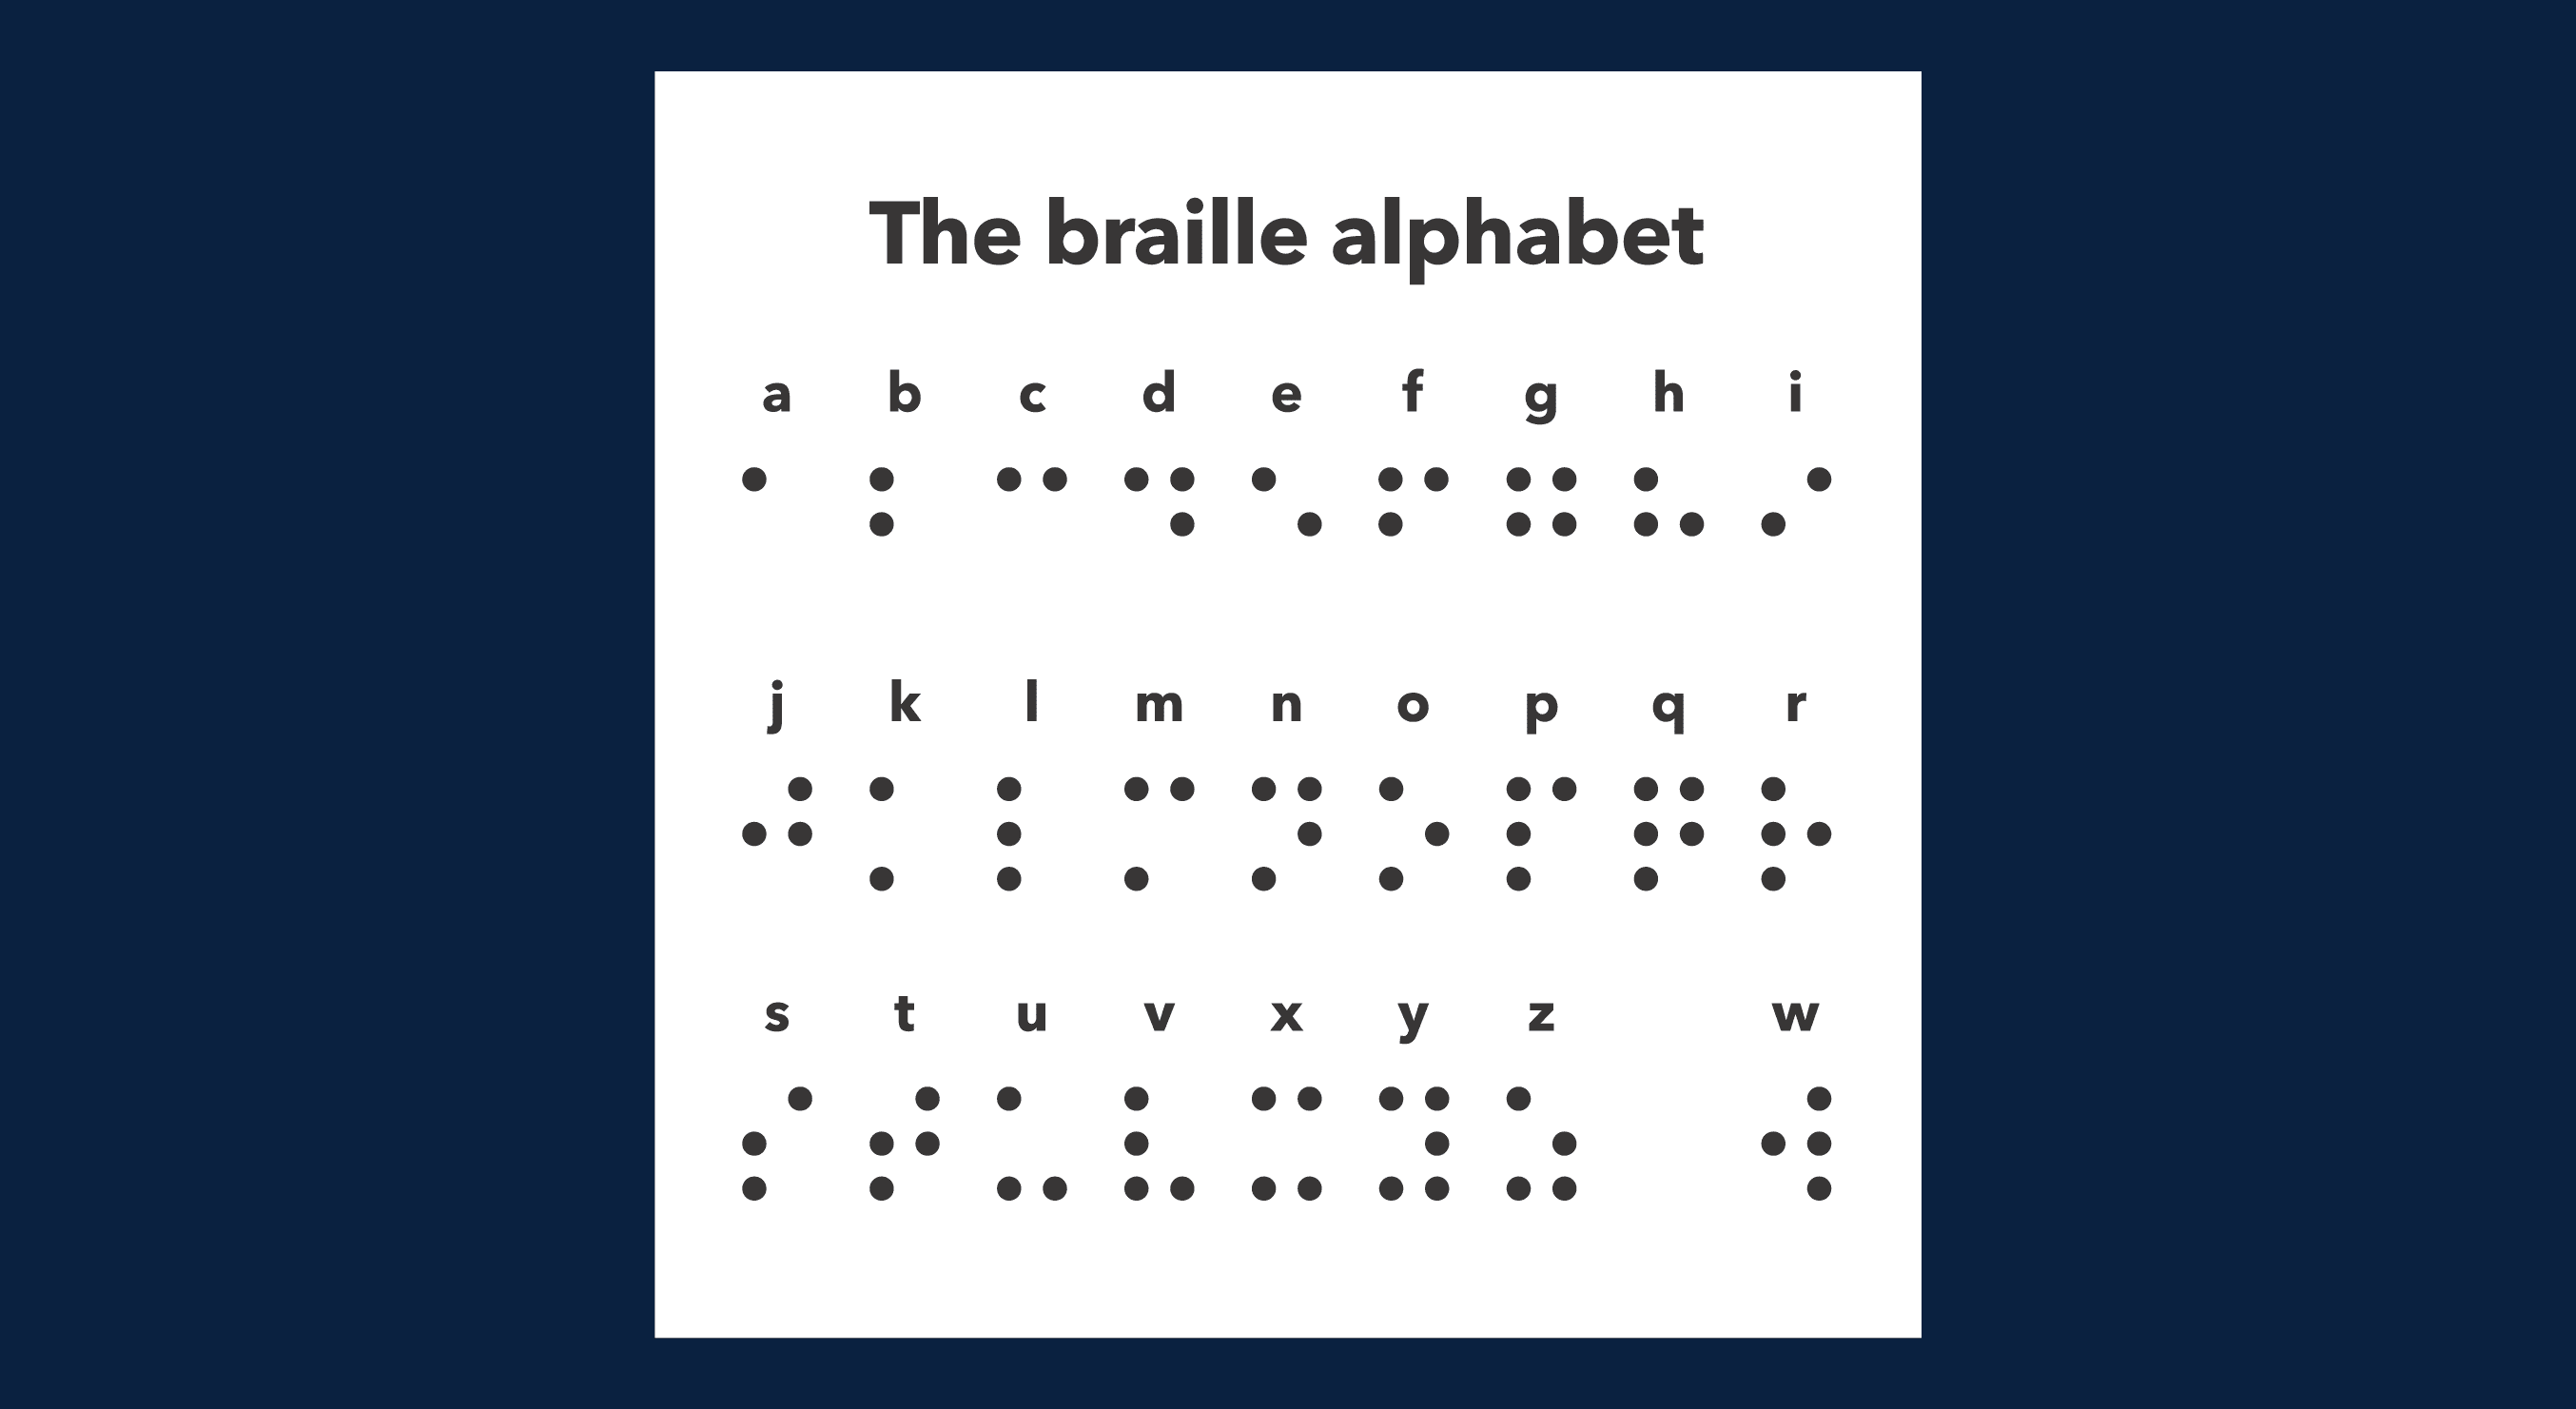 The braille alphabet
a b c d e f g h i
⠁ ⠃ ⠉ ⠙ ⠑ ⠋ ⠛ ⠓ ⠊
j k l m n o p q r
⠚ ⠅ ⠇ ⠍ ⠝ ⠕ ⠏ ⠟ ⠗
s t u v x y z w
⠎ ⠞ ⠥ ⠧ ⠭ ⠽ ⠵ ⠺